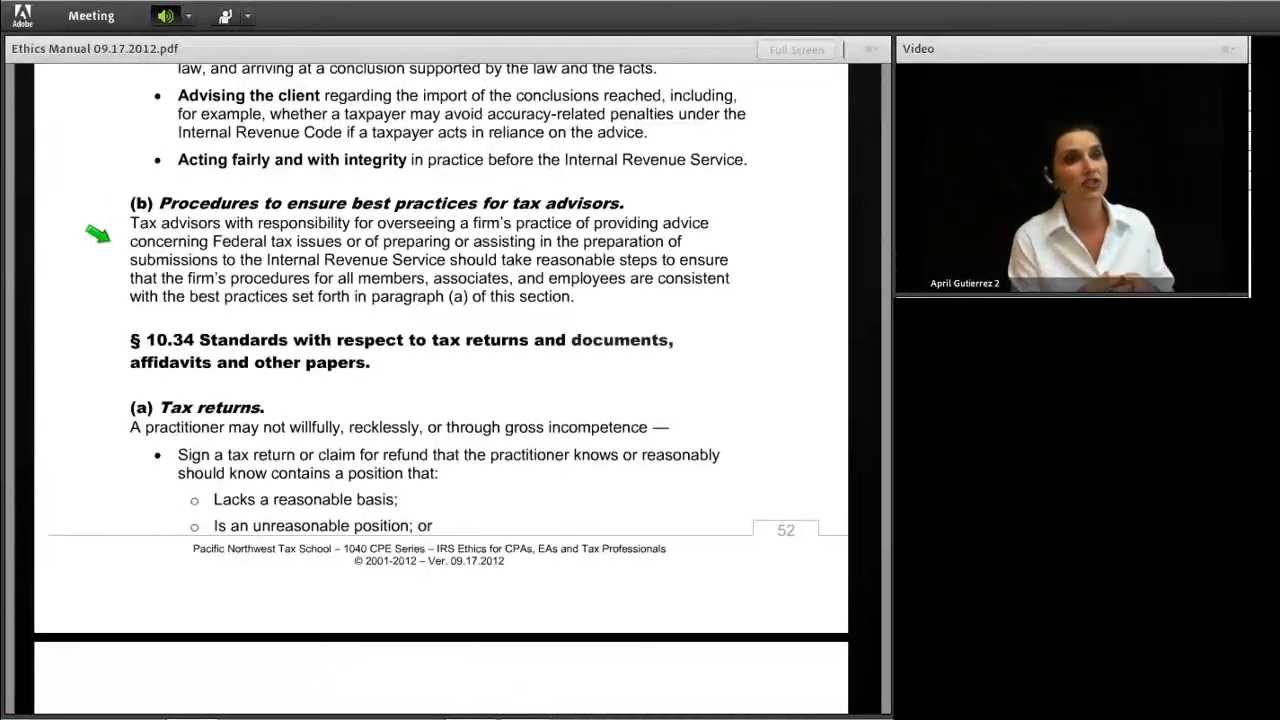 Adobe
Meeting
Ethics Manual 09.17.2012.pdf
Full Screen
Video
law, and arriving at a conclusion supported by the law and the facts.
• Advising the client regarding the import of the conclusions reached, including,
for example, whether a taxpayer may avoid accuracy-related penalties under the
Internal Revenue Code if a taxpayer acts in reliance on the advice.
• Acting fairly and with integrity in practice before the Internal Revenue Service.
(b) Procedures to ensure best practices for tax advisors.
Tax advisors with responsibility for overseeing a firm's practice of providing advice
concerning Federal tax issues or of preparing or assisting in the preparation of
submissions to the Internal Revenue Service should take reasonable steps to ensure
that the firm's procedures for all members, associates, and employees are consistent
with the best practices set forth in paragraph (a) of this section.
§ 10.34 Standards with respect to tax returns and documents,
affidavits and other papers.
(a) Tax returns.
A practitioner may not willfully, recklessly, or through gross incompetence —
• Sign a tax return or claim for refund that the practitioner knows or reasonably
should know contains a position that:
o Lacks a reasonable basis;
o Is an unreasonable position; or
52
Pacific Northwest Tax School – 1040 CPE Series – IRS Ethics for CPAs, EAs and Tax Professionals
© 2001-2012 – Ver. 09.17.2012
April Gutierrez 2